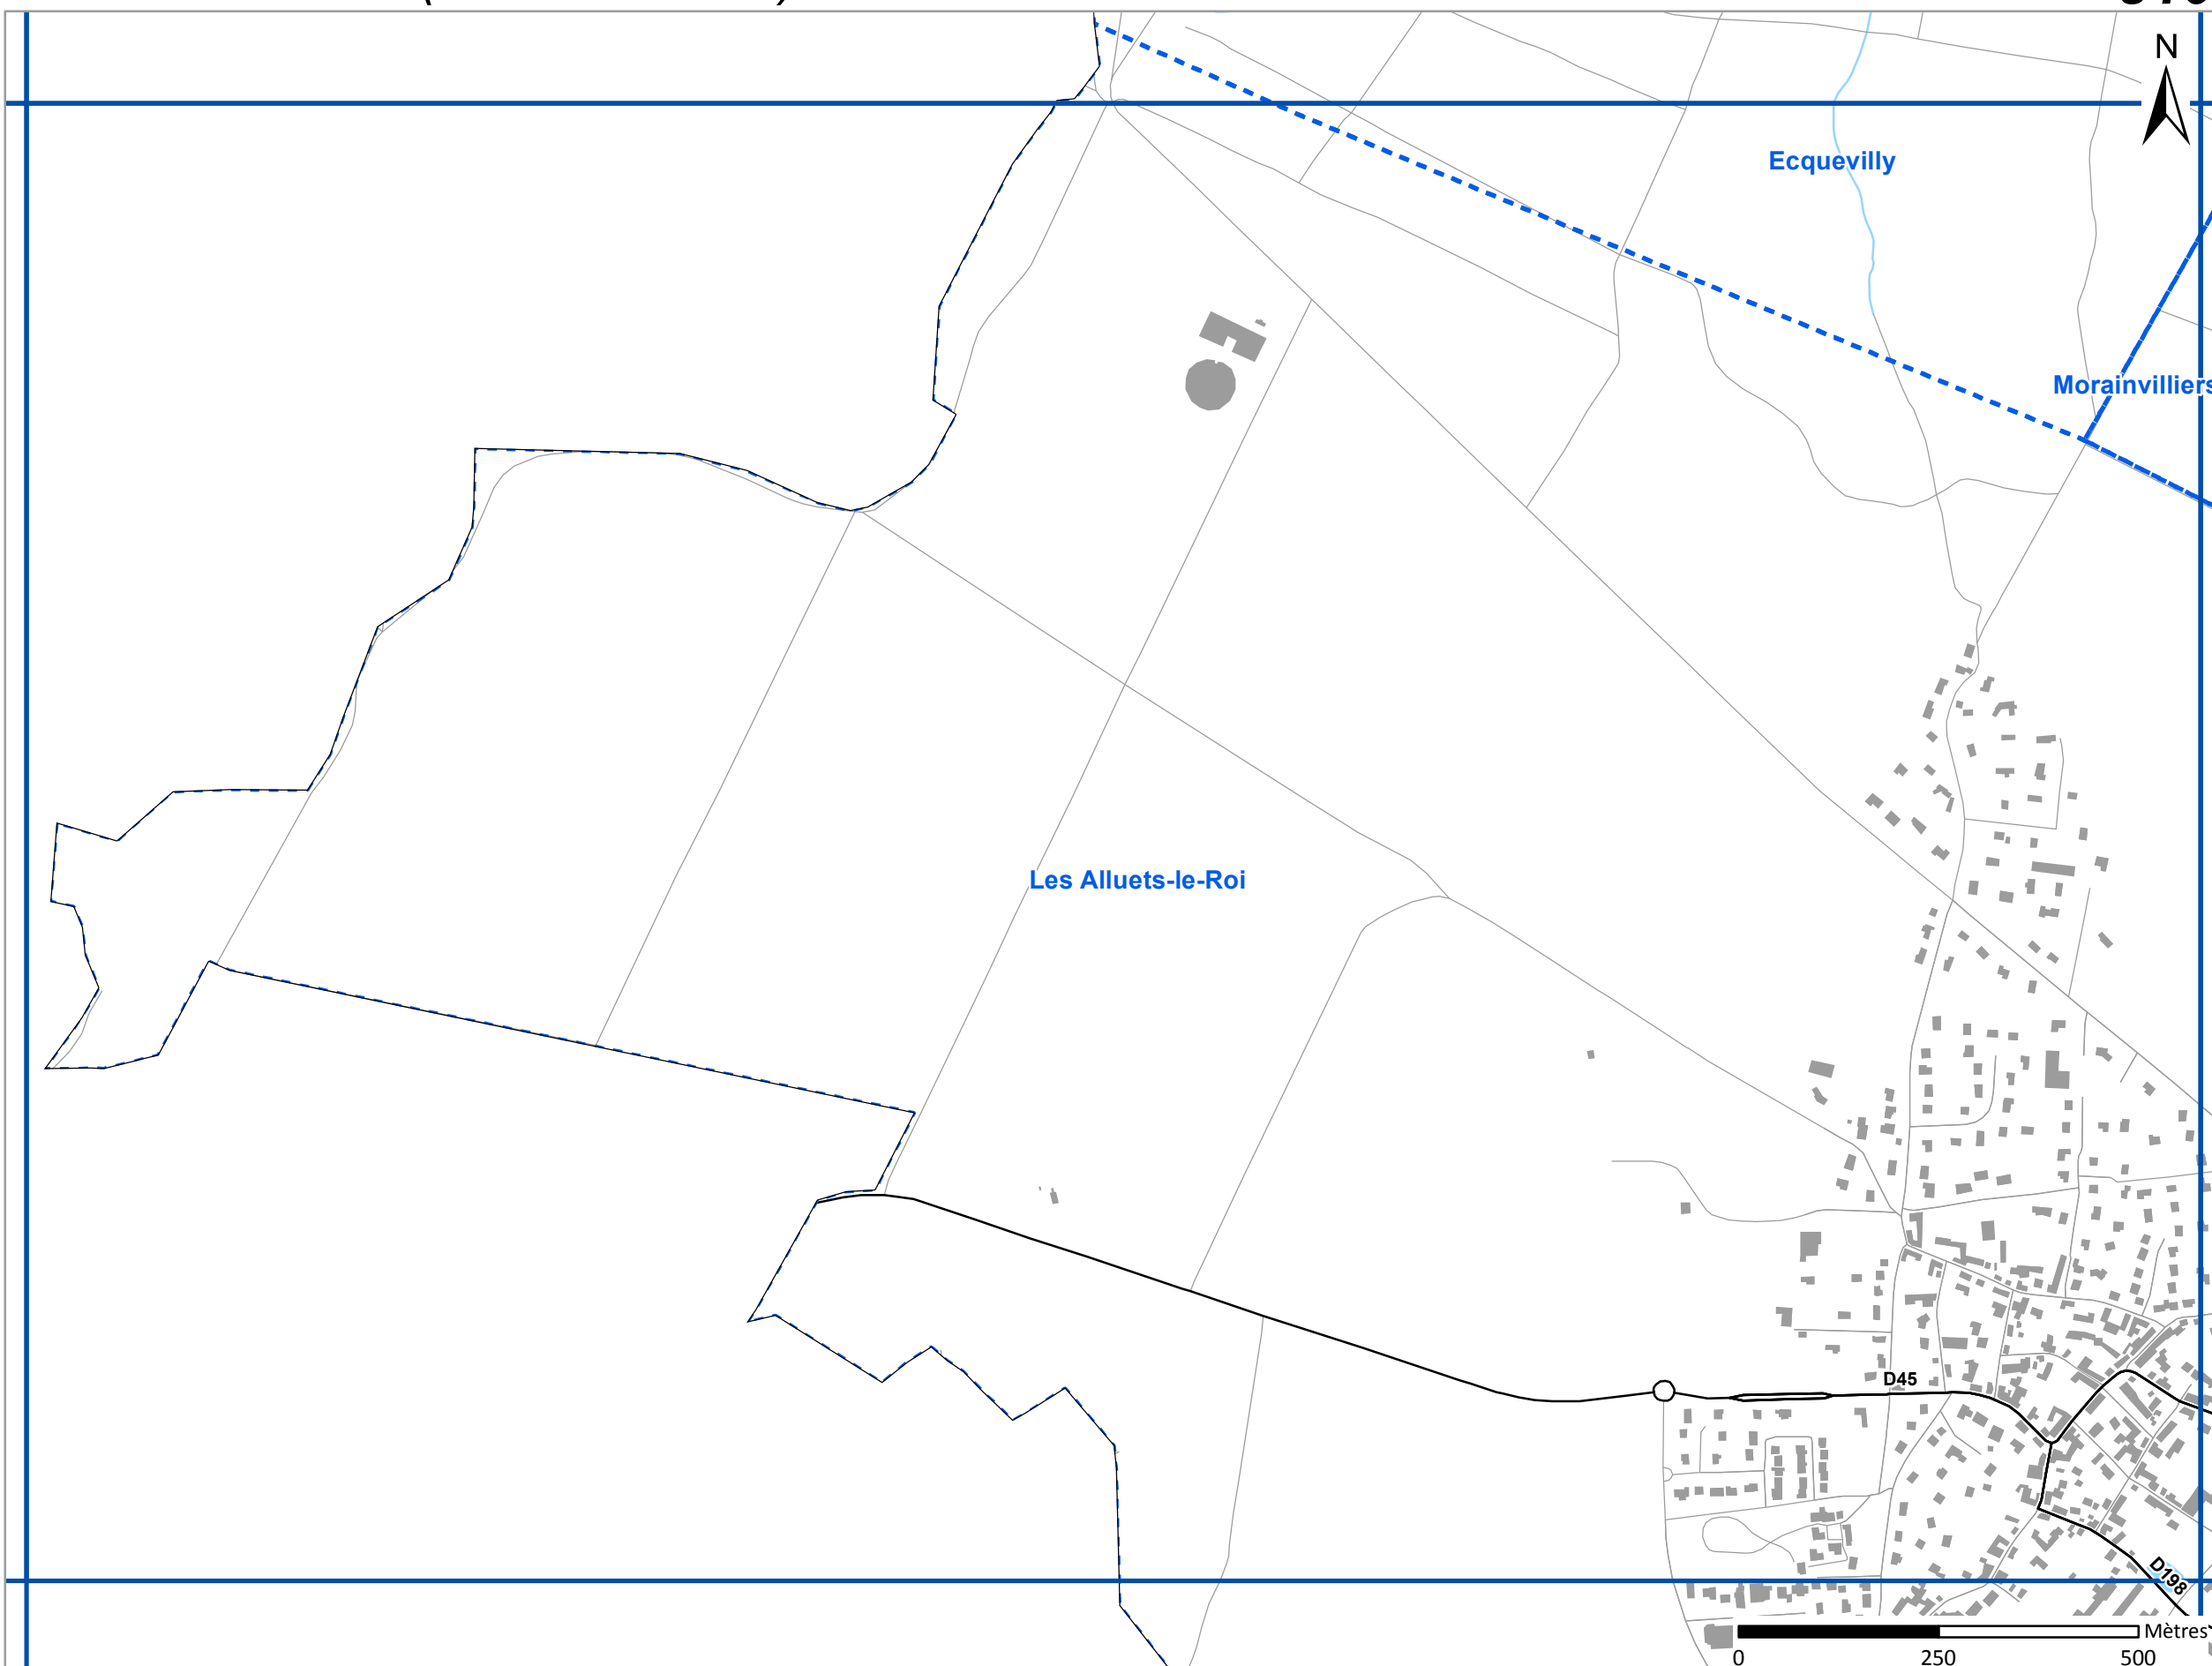 N
Ecquevilly
Morainvilliers
Les Alluets-le-Roi
D45
D198
Mètres
0 250 500